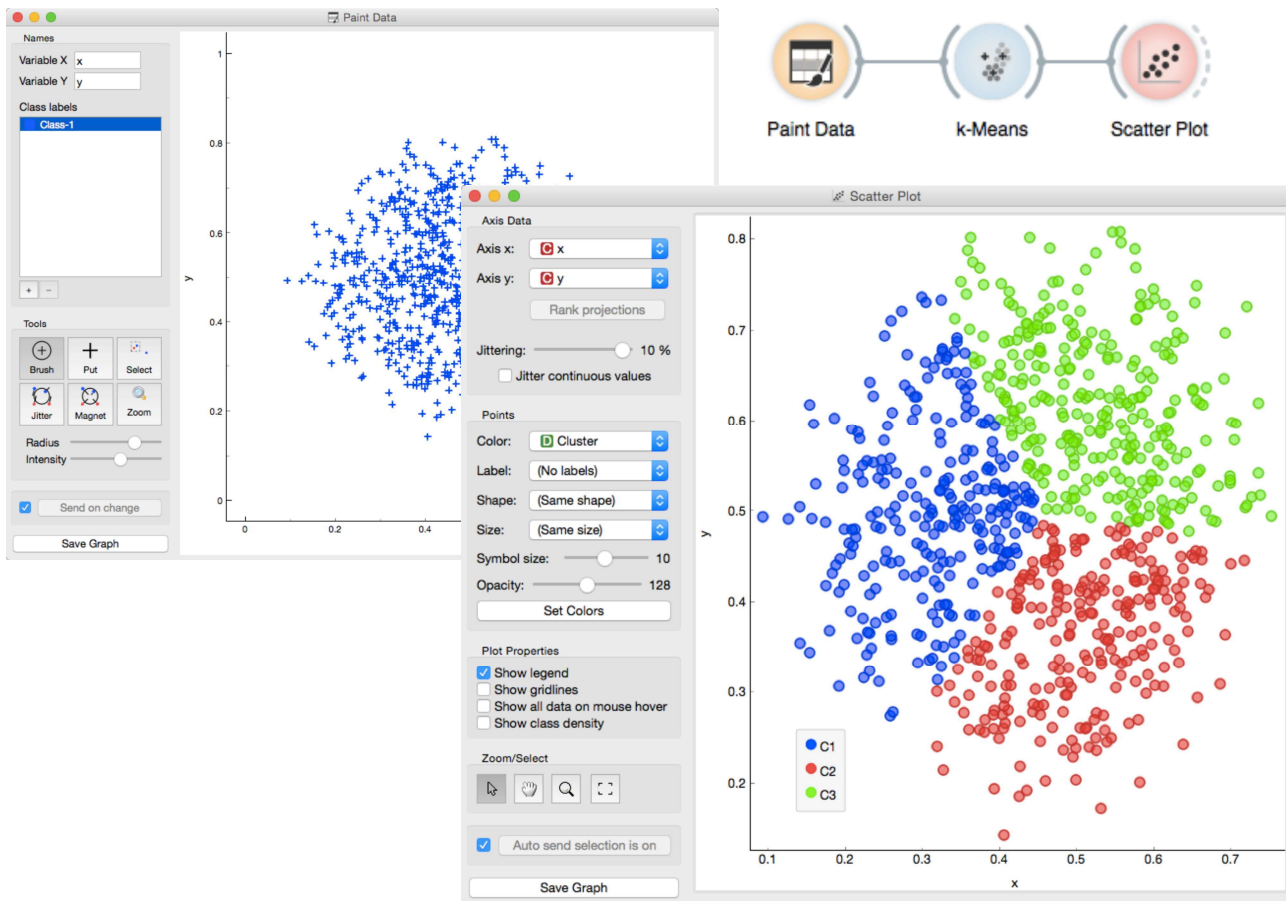 Paint Data
Names
Variable X x
Variable Y y
Class labels
Class-1
+ -
Tools
Brush Put Select
Jitter Magnet Zoom
Radius
Intensity
Send on change
Save Graph
1
0.8
0.6
0.4
0.2
0
y
0 0.2 0.4
Paint Data k-Means Scatter Plot
Scatter Plot
Axis Data
Axis x: C x
Axis y: C y
Rank projections
Jittering: 10 %
Jitter continuous values
Points
Color: D Cluster
Label: (No labels)
Shape: (Same shape)
Size: (Same size)
Symbol size: 10
Opacity: 128
Set Colors
Plot Properties
Show legend
Show gridlines
Show all data on mouse hover
Show class density
Zoom/Select
Auto send selection is on
Save Graph
0.8
0.7
0.6
0.5
0.4
0.3
0.2
y
C1
C2
C3
0.1 0.2 0.3 0.4 0.5 0.6 0.7
x